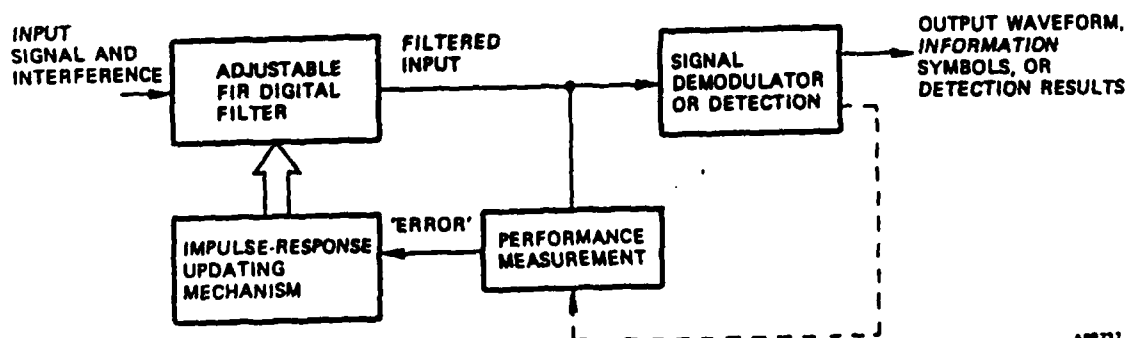 INPUT
SIGNAL AND
INTERFERENCE
ADJUSTABLE
FIR DIGITAL
FILTER
FILTERED
INPUT
SIGNAL
DEMODULATOR
OR DETECTION
OUTPUT WAVEFORM,
INFORMATION
SYMBOLS, OR
DETECTION RESULTS
IMPULSE-RESPONSE
UPDATING
MECHANISM
'ERROR'
PERFORMANCE
MEASUREMENT